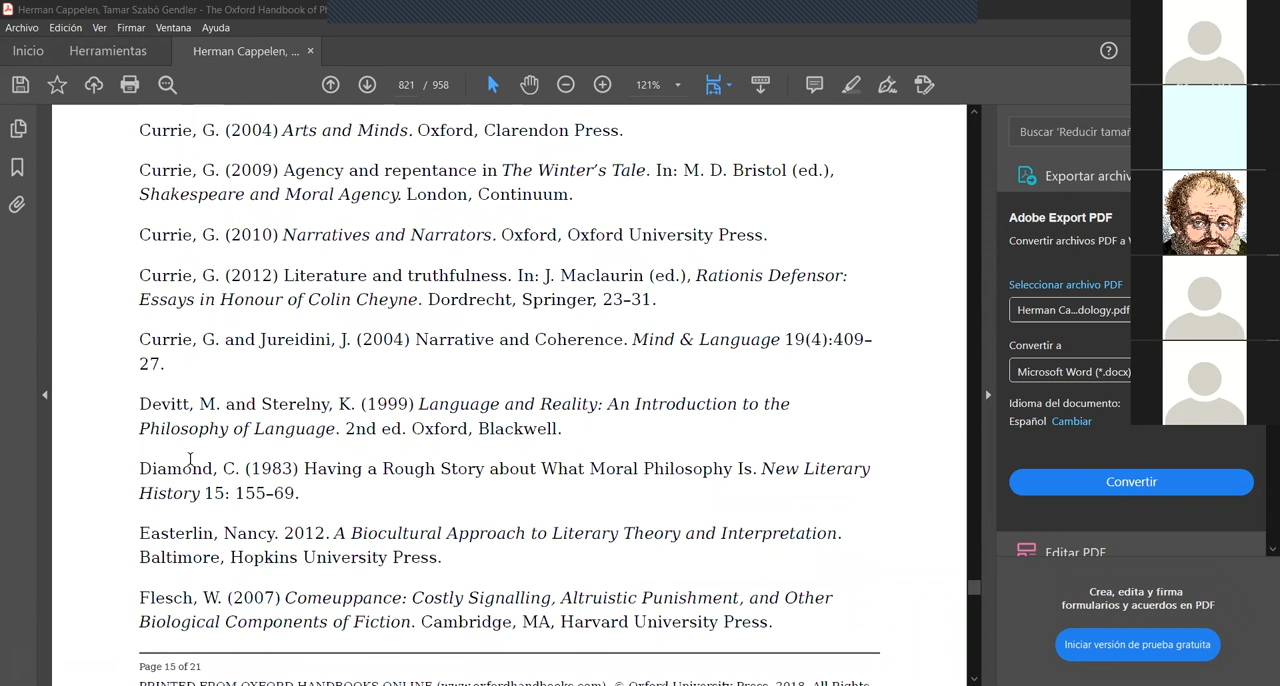 Herman Cappelen, Tamar Szabó Gendler - The Oxford Handbook of Ph
Archivo Edición Ver Firmar Ventana Ayuda
Inicio Herramientas Herman Cappelen, ... ×
821 / 958 121%
Currie, G. (2004) Arts and Minds. Oxford, Clarendon Press.
Currie, G. (2009) Agency and repentance in The Winter’s Tale. In: M. D. Bristol (ed.),
Shakespeare and Moral Agency. London, Continuum.
Currie, G. (2010) Narratives and Narrators. Oxford, Oxford University Press.
Currie, G. (2012) Literature and truthfulness. In: J. Maclaurin (ed.), Rationis Defensor:
Essays in Honour of Colin Cheyne. Dordrecht, Springer, 23–31.
Currie, G. and Jureidini, J. (2004) Narrative and Coherence. Mind & Language 19(4):409–
27.
Devitt, M. and Sterelny, K. (1999) Language and Reality: An Introduction to the
Philosophy of Language. 2nd ed. Oxford, Blackwell.
Diamond, C. (1983) Having a Rough Story about What Moral Philosophy Is. New Literary
History 15: 155–69.
Easterlin, Nancy. 2012. A Biocultural Approach to Literary Theory and Interpretation.
Baltimore, Hopkins University Press.
Flesch, W. (2007) Comeuppance: Costly Signalling, Altruistic Punishment, and Other
Biological Components of Fiction. Cambridge, MA, Harvard University Press.
Page 15 of 21
PRINTED FROM OXFORD HANDBOOKS ONLINE (www.oxfordhandbooks.com). © Oxford University Press, 2018. All Rights
Buscar 'Reducir tamañ
Exportar archiv
Adobe Export PDF
Convertir archivos PDF a
Seleccionar archivo PDF
Herman Ca...dology.pdf
Convertir a
Microsoft Word (*.docx)
Idioma del documento:
Español Cambiar
Convertir
Editar PDF
Crea, edita y firma
formularios y acuerdos en PDF
Iniciar versión de prueba gratuita